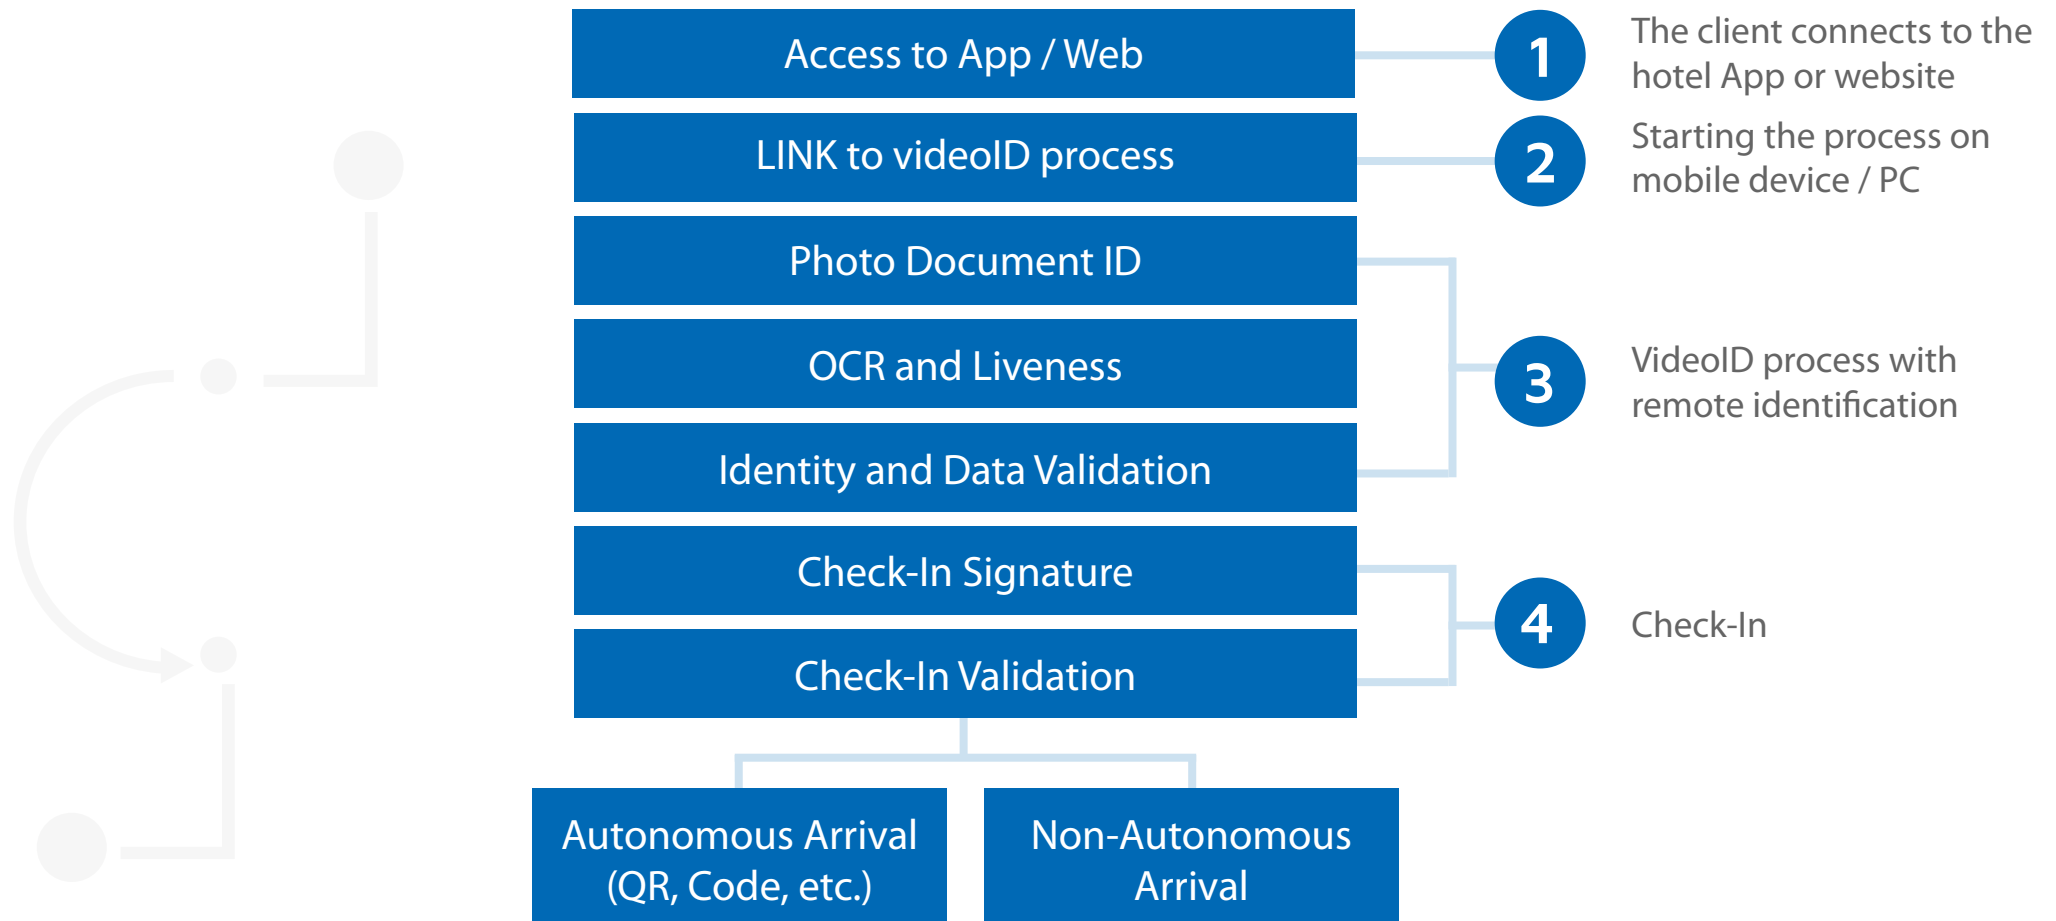 Access to App / Web
1
The client connects to the
hotel App or website
LINK to videoID process
2
Starting the process on
mobile device / PC
Photo Document ID
OCR and Liveness
Identity and Data Validation
3
VideoID process with
remote identification
Check-In Signature
Check-In Validation
4
Check-In
Autonomous Arrival
(QR, Code, etc.)
Non-Autonomous
Arrival